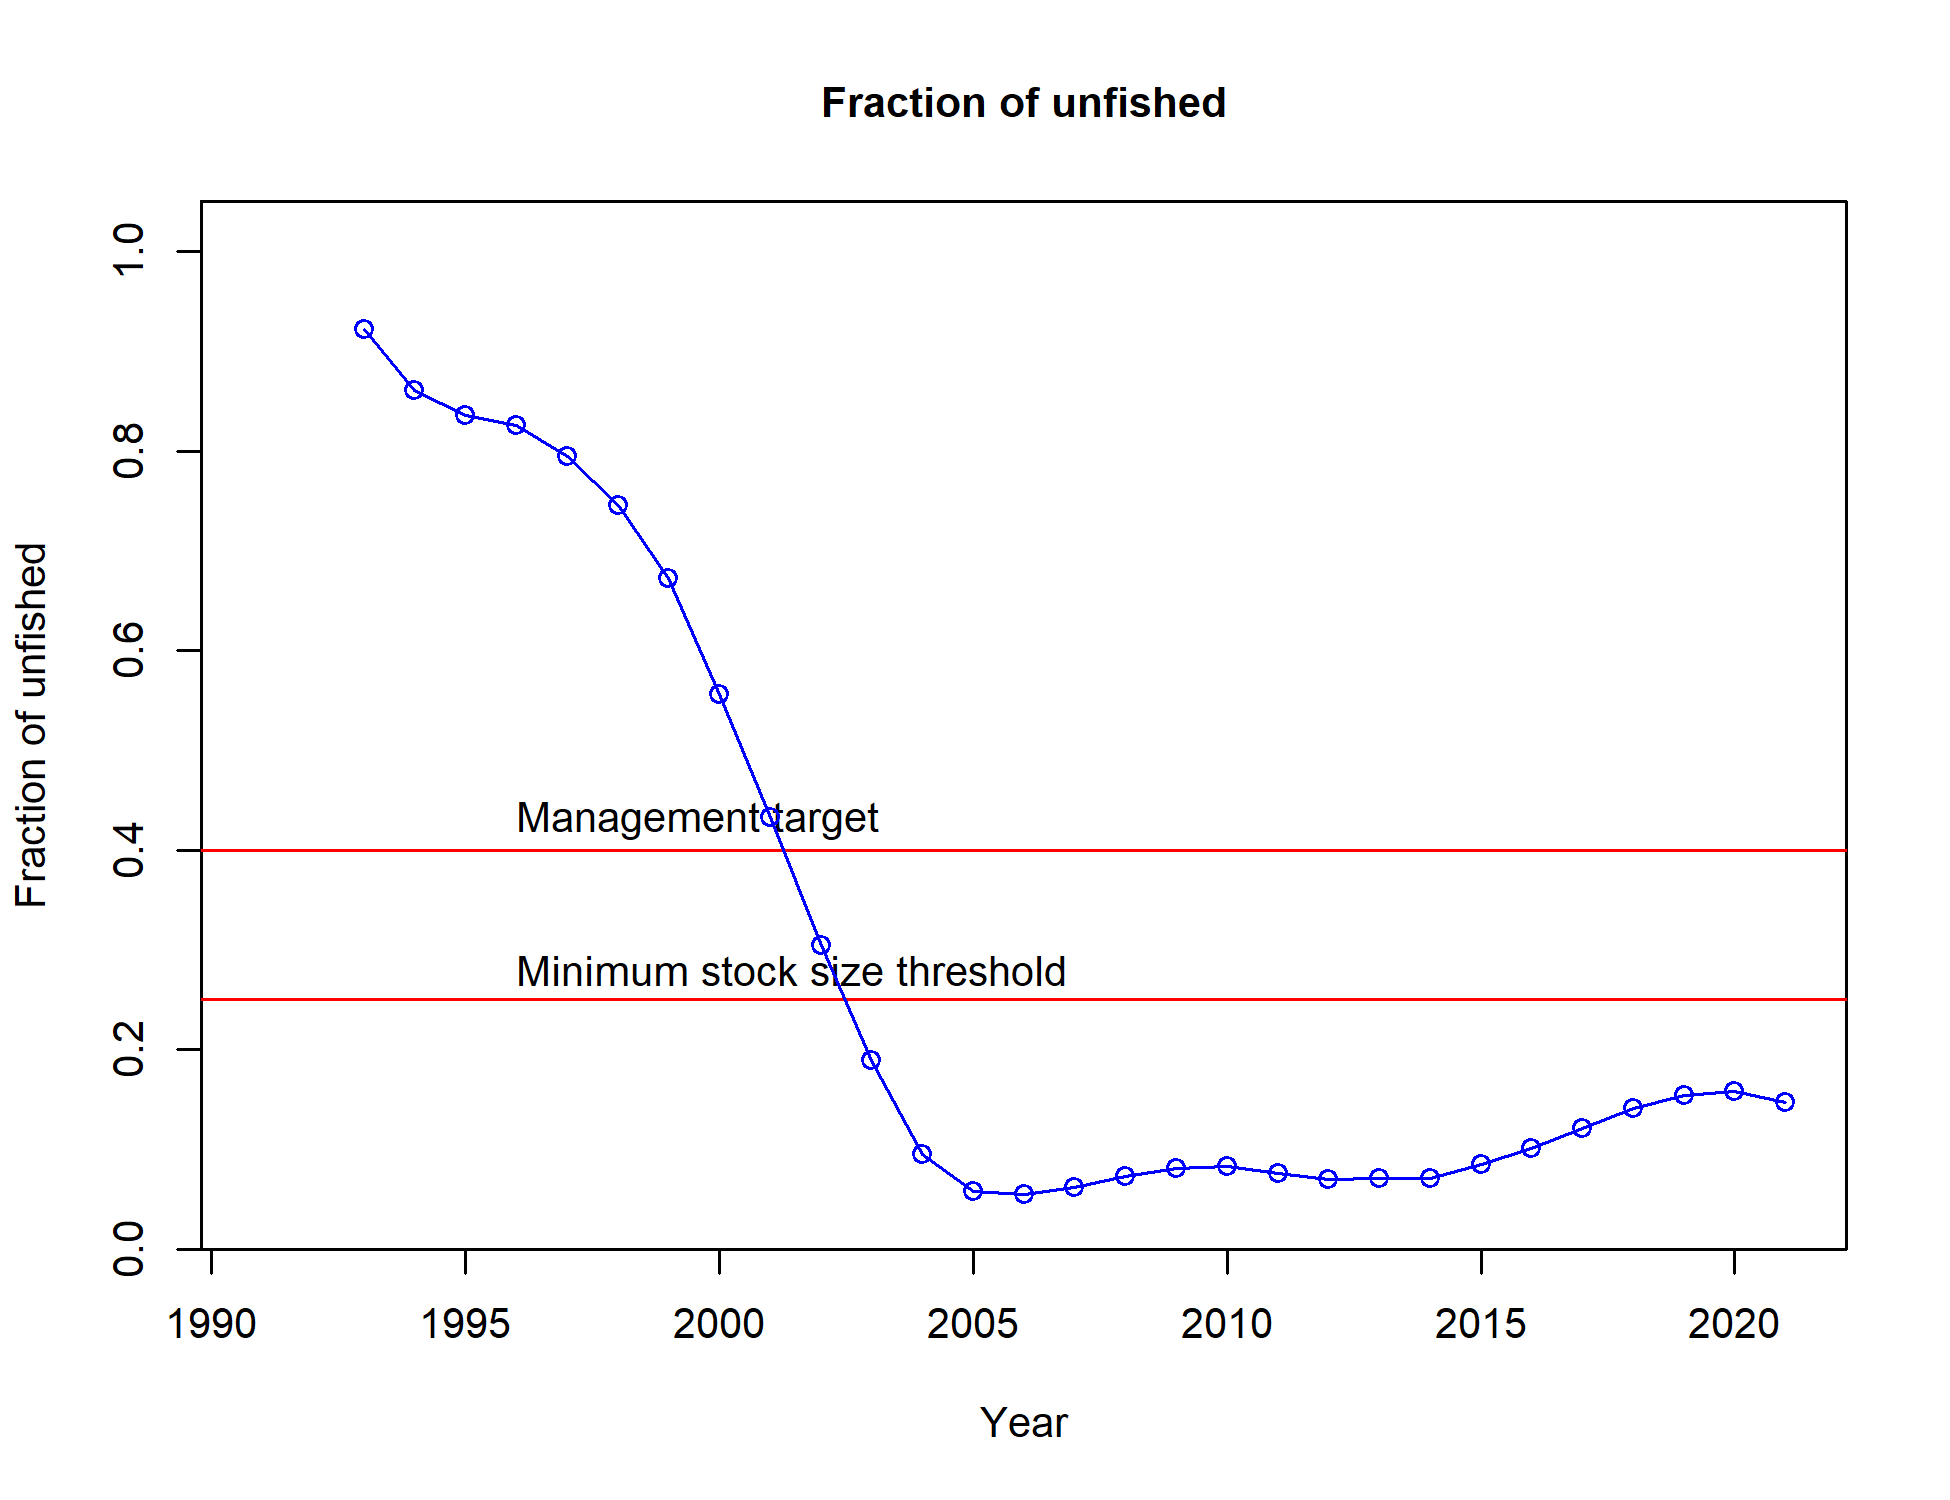 Fraction of unfished
Fraction of unfished
1.0
0.8
0.6
0.4
0.2
0.0
Management target
Minimum stock size threshold
1990 1995 2000 2005 2010 2015 2020
Year